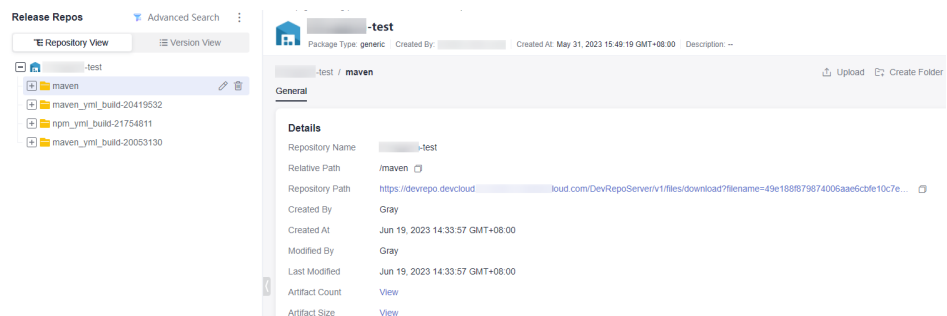 Release Repos
Advanced Search
Repository View
Version View
-test
maven
maven_yml_build-20419532
npm_yml_build-21754811
maven_yml_build-20053130
-test
Package Type: generic Created By: Created At: May 31, 2023 15:49:19 GMT+08:00 Description: --
-test / maven
Upload Create Folder
General
Details
Repository Name -test
Relative Path /maven
Repository Path https://devrepo.devcloud loud.com/DevRepoServer/v1/files/download?filename=49e188f879874006aae6cbfe10c7e...
Created By Gray
Created At Jun 19, 2023 14:33:57 GMT+08:00
Modified By Gray
Last Modified Jun 19, 2023 14:33:57 GMT+08:00
Artifact Count View
Artifact Size View